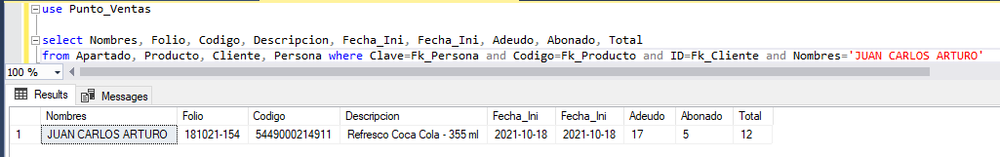 use Punto_Ventas
select Nombres, Folio, Codigo, Descripcion, Fecha_Ini, Fecha_Ini, Adeudo, Abonado, Total
from Apartado, Producto, Cliente, Persona where Clave=Fk_Persona and Codigo=Fk_Producto and ID=Fk_Cliente and Nombres='JUAN CARLOS ARTURO'
100 %
Results Messages
Nombres Folio Codigo Descripcion Fecha_Ini Fecha_Ini Adeudo Abonado Total
1 JUAN CARLOS ARTURO 181021-154 5449000214911 Refresco Coca Cola - 355 ml 2021-10-18 2021-10-18 17 5 12